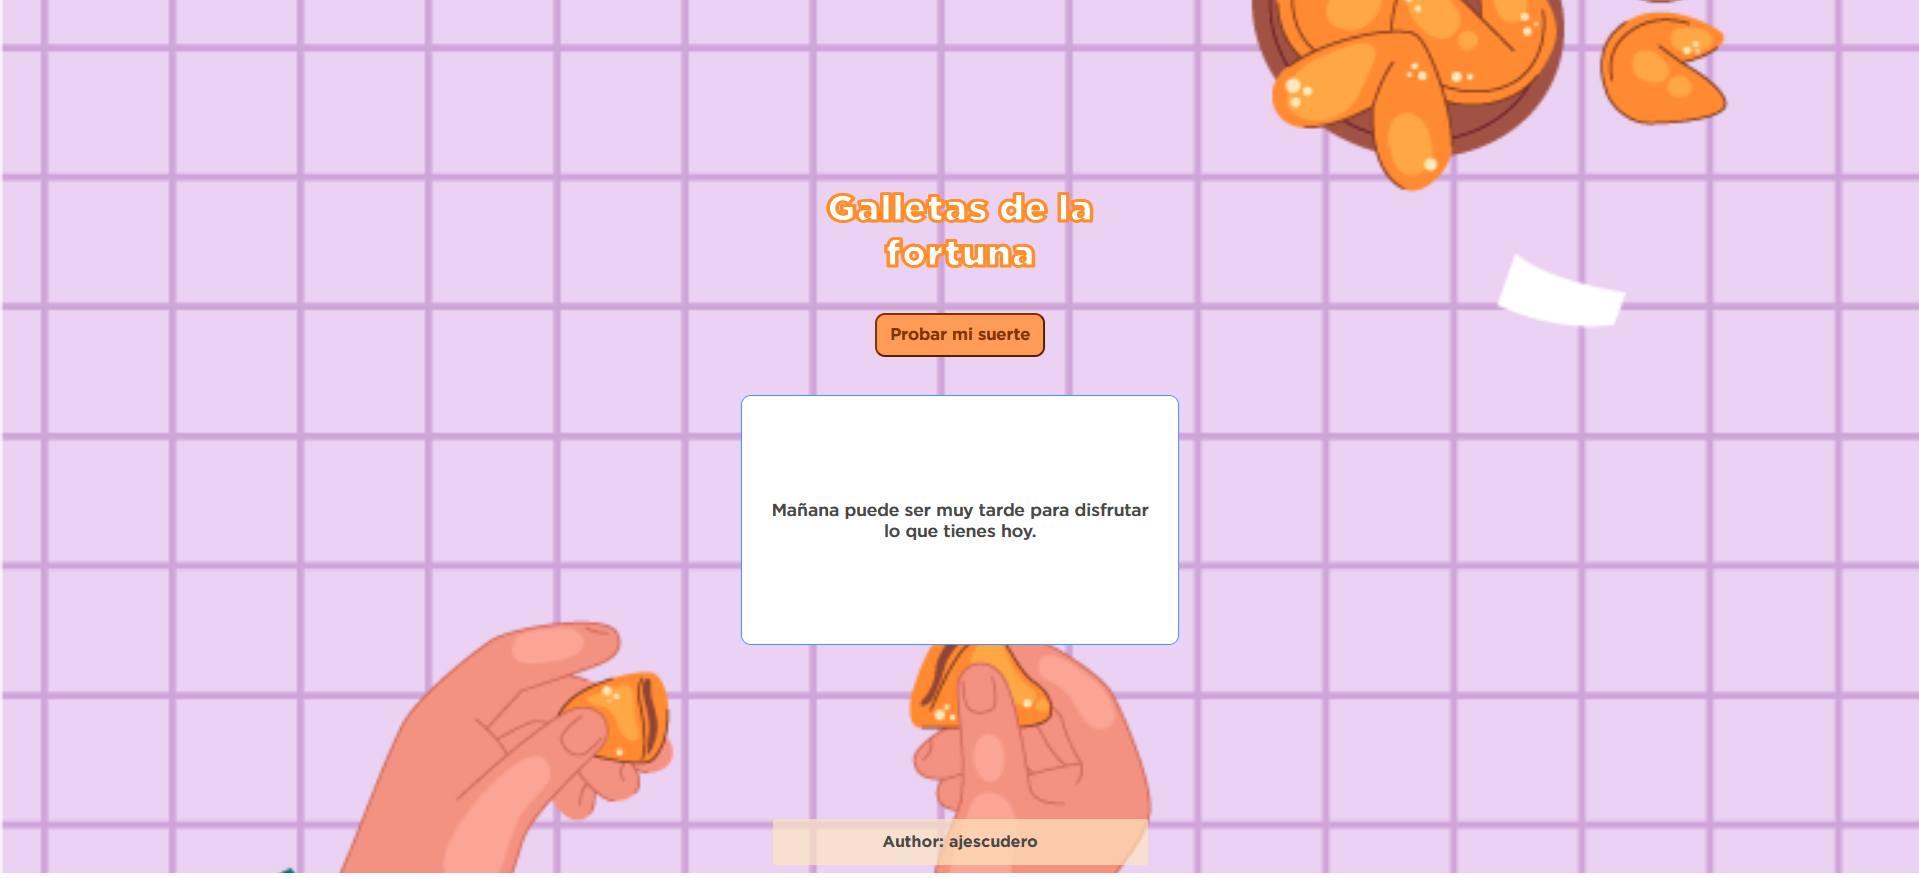 Galletas de la
fortuna
Probar mi suerte
Mañana puede ser muy tarde para disfrutar
lo que tienes hoy.
Author: ajescudero